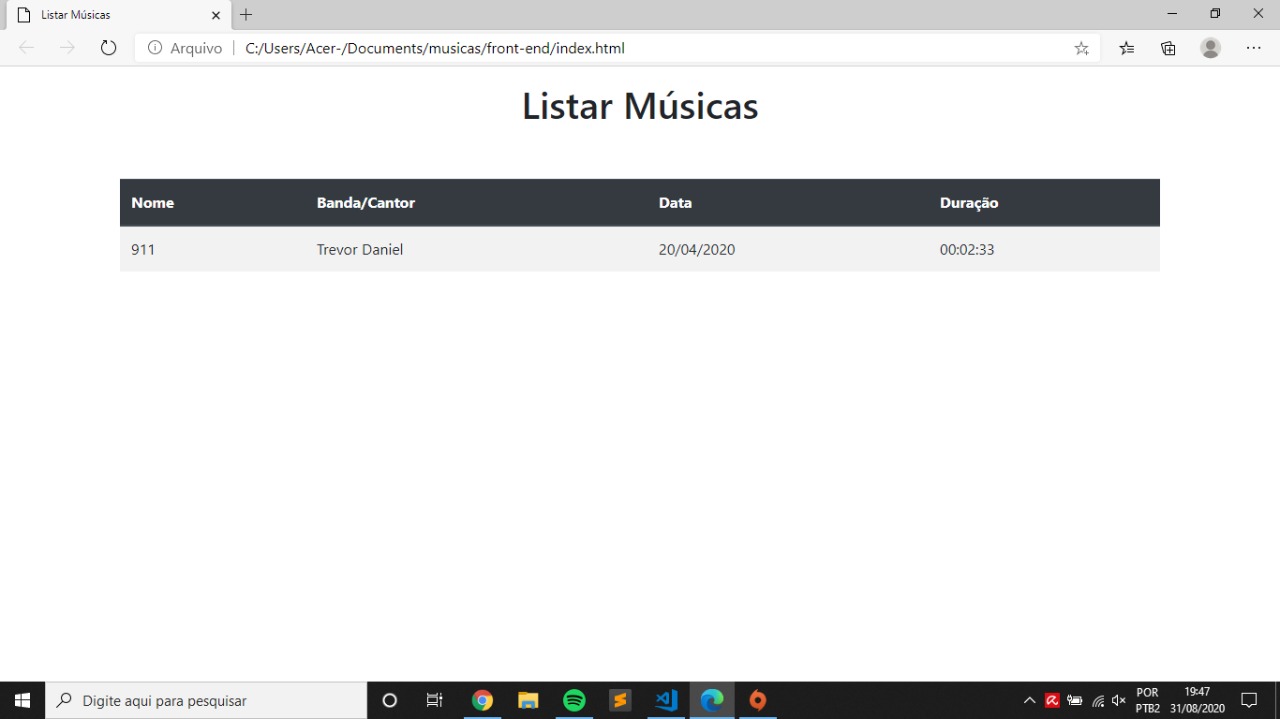 Listar Músicas
Arquivo | C:/Users/Acer-/Documents/musicas/front-end/index.html
Listar Músicas
Nome Banda/Cantor Data Duração
911 Trevor Daniel 20/04/2020 00:02:33
Digite aqui para pesquisar
POR 19:47
PTB2 31/08/2020